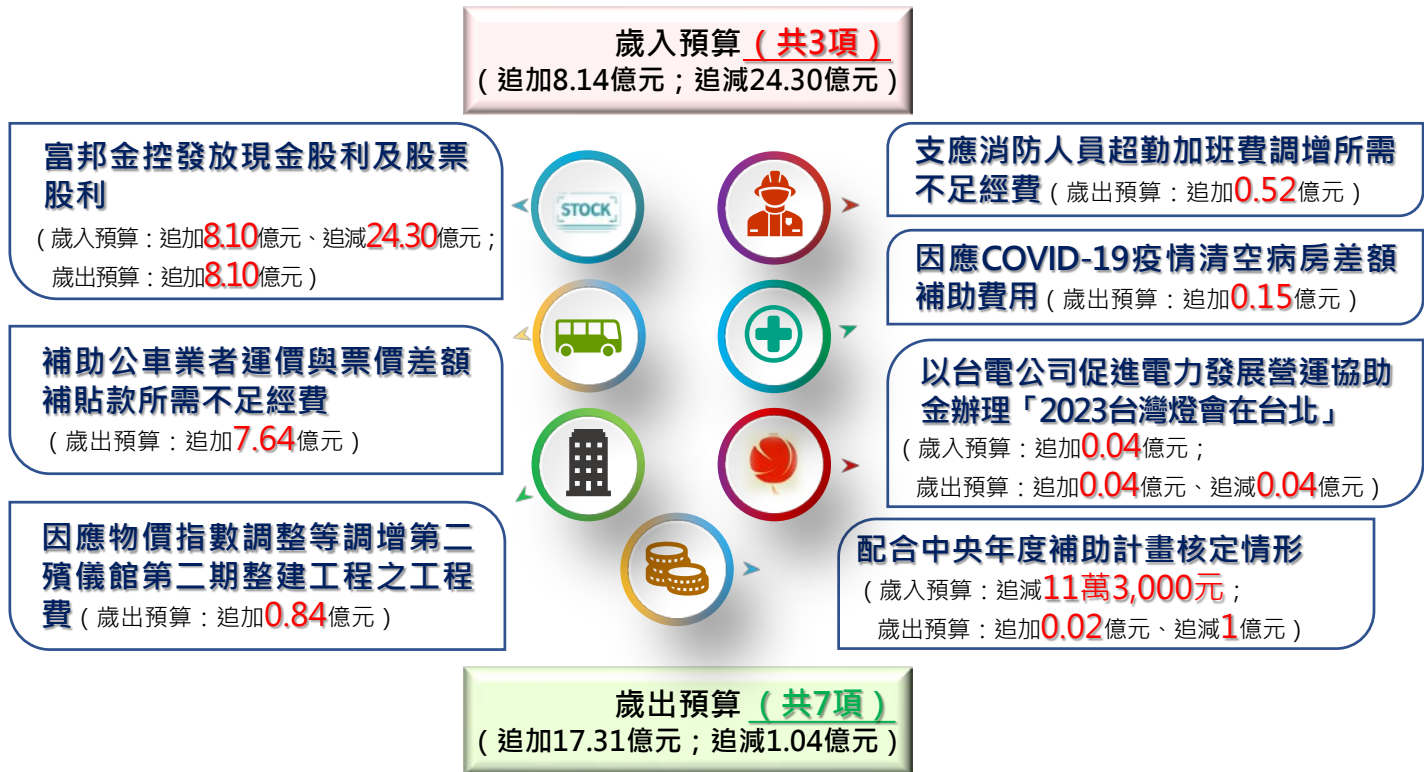 歲入預算（共3項）
（追加8.14億元；追減24.30億元）
富邦金控發放現金股利及股票
股利
（歲入預算：追加8.10億元、追減24.30億元；
歲出預算：追加8.10億元）
補助公車業者運價與票價差額
補貼款所需不足經費
（歲出預算：追加7.64億元）
因應物價指數調整等調增第二
殯儀館第二期整建工程之工程
費（歲出預算：追加0.84億元）
STOCK
支應消防人員超勤加班費調增所需
不足經費（歲出預算：追加0.52億元）
因應COVID-19疫情清空病房差額
補助費用（歲出預算：追加0.15億元）
以台電公司促進電力發展營運協助
金辦理「2023台灣燈會在台北」
（歲入預算：追加0.04億元；
歲出預算：追加0.04億元、追減0.04億元）
配合中央年度補助計畫核定情形
（歲入預算：追減11萬3,000元；
歲出預算：追加0.02億元、追減1億元）
歲出預算（共7項）
（追加17.31億元；追減1.04億元）